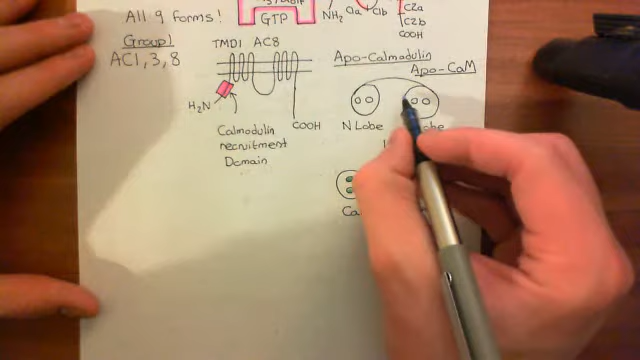 All 9 forms!
GTP
NH2 C1a C1b
C2a
C2b
COOH
Group1
AC1, 3, 8
TMD1 AC8
H2N
COOH
Calmodulin
recruitment
Domain
Apo-Calmodulin
Apo-CaM
N Lobe
Ca